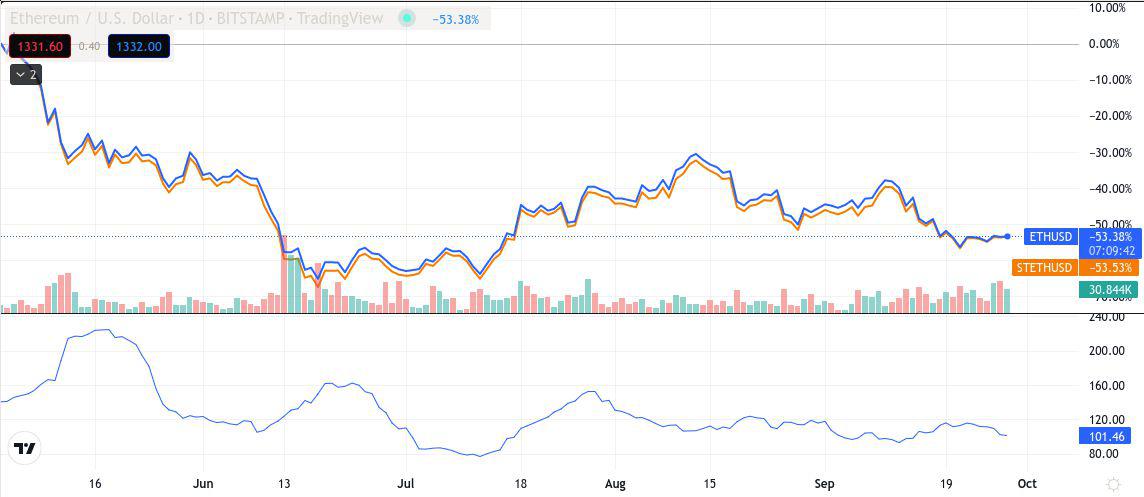 Ethereum / U.S. Dollar · 1D · BITSTAMP · TradingView −53.38%
1331.60 0.40 1332.00
2
10.00%
0.00%
−10.00%
−20.00%
−30.00%
−40.00%
−50.00%
ETHUSD −53.38%
07:09:42
STETHUSD −53.53%
30.844K
−70.00%
240.00
200.00
160.00
120.00
101.46
80.00
16 Jun 13 Jul 18 Aug 15 Sep 19 Oct